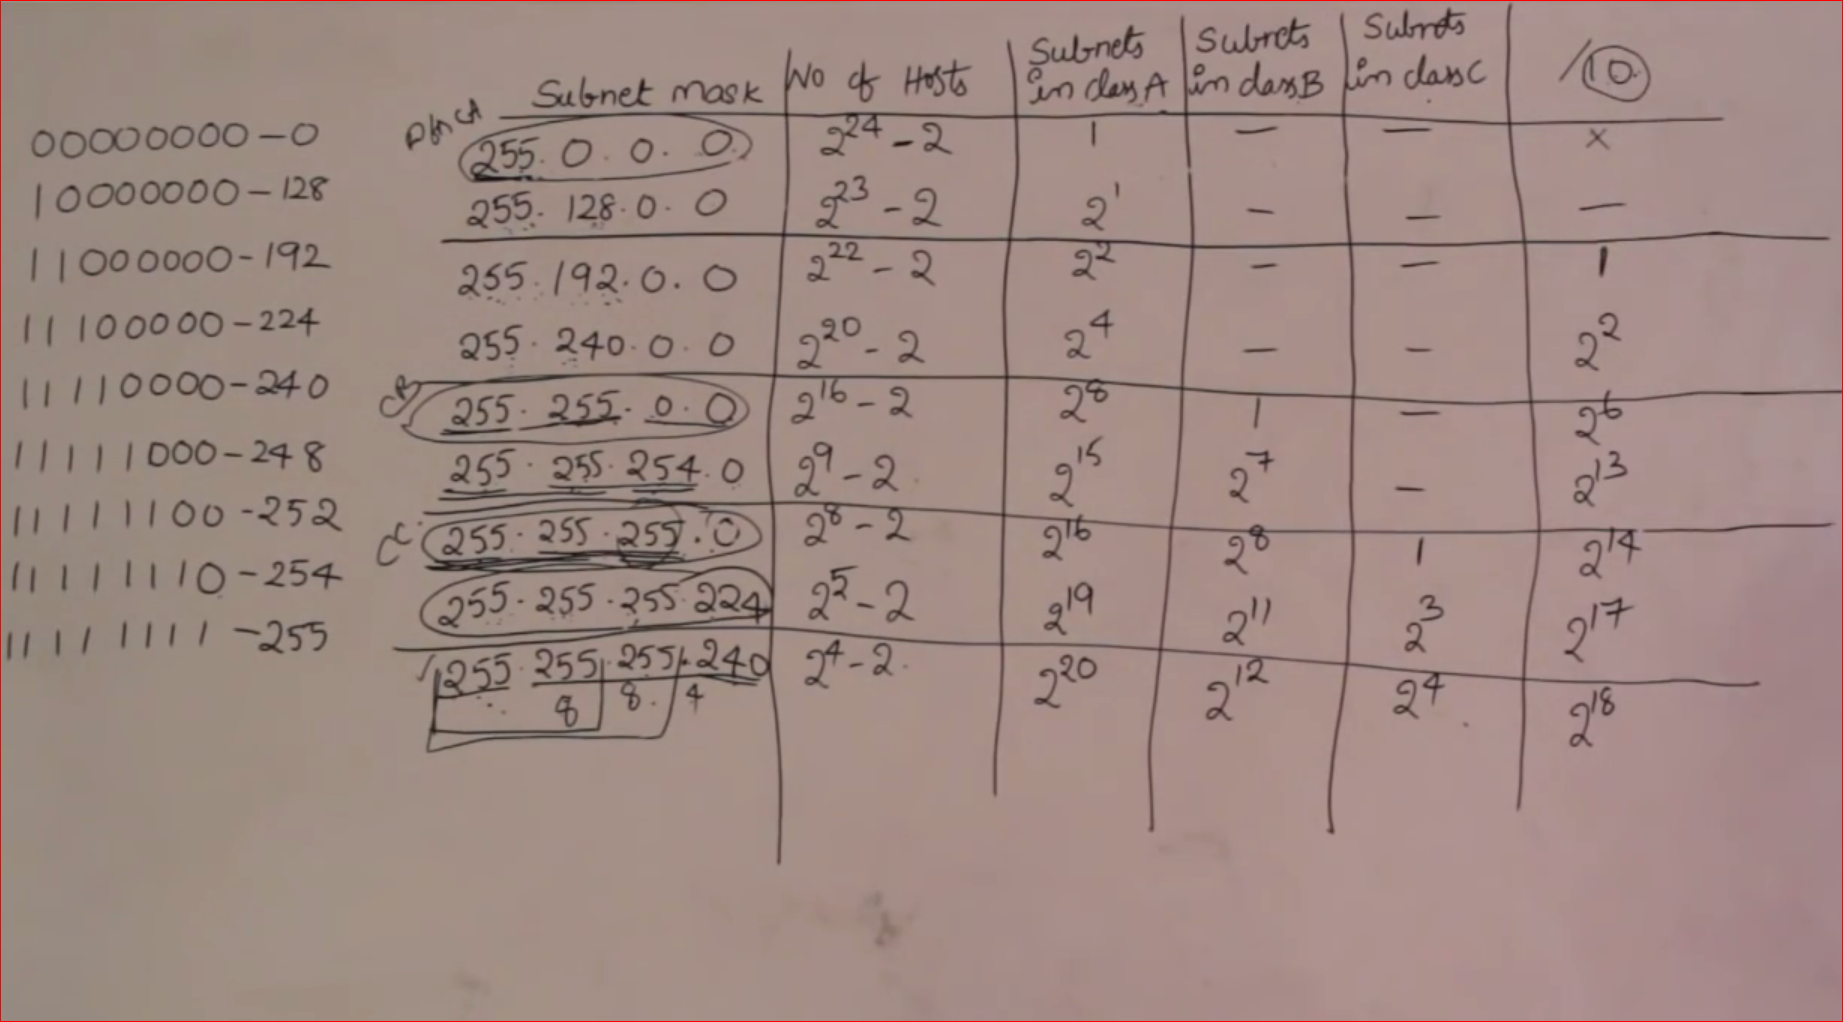 00000000-0
10000000-128
11000000-192
11100000-224
11110000-240
11111000-248
11111100-252
11111110-254
11111111-255
Subnet mask | No of Hosts | Subnets in class A | Subnets in class B | Subnets in class C | /10
255.0.0.0 | 2^24-2 | 1 | — | — | x
255.128.0.0 | 2^23-2 | 2^1 | — | — | —
255.192.0.0 | 2^22-2 | 2^2 | — | — | 1
255.240.0.0 | 2^20-2 | 2^4 | — | — | 2^2
CB 255.255.0.0 | 2^16-2 | 2^8 | 1 | — | 2^6
255.255.254.0 | 2^9-2 | 2^15 | 2^7 | — | 2^13
CC 255.255.255.0 | 2^8-2 | 2^16 | 2^8 | 1 | 2^14
255.255.255.224 | 2^5-2 | 2^19 | 2^11 | 2^3 | 2^17
255.255.255.240 | 2^4-2 | 2^20 | 2^12 | 2^4 | 2^18
8 8 4